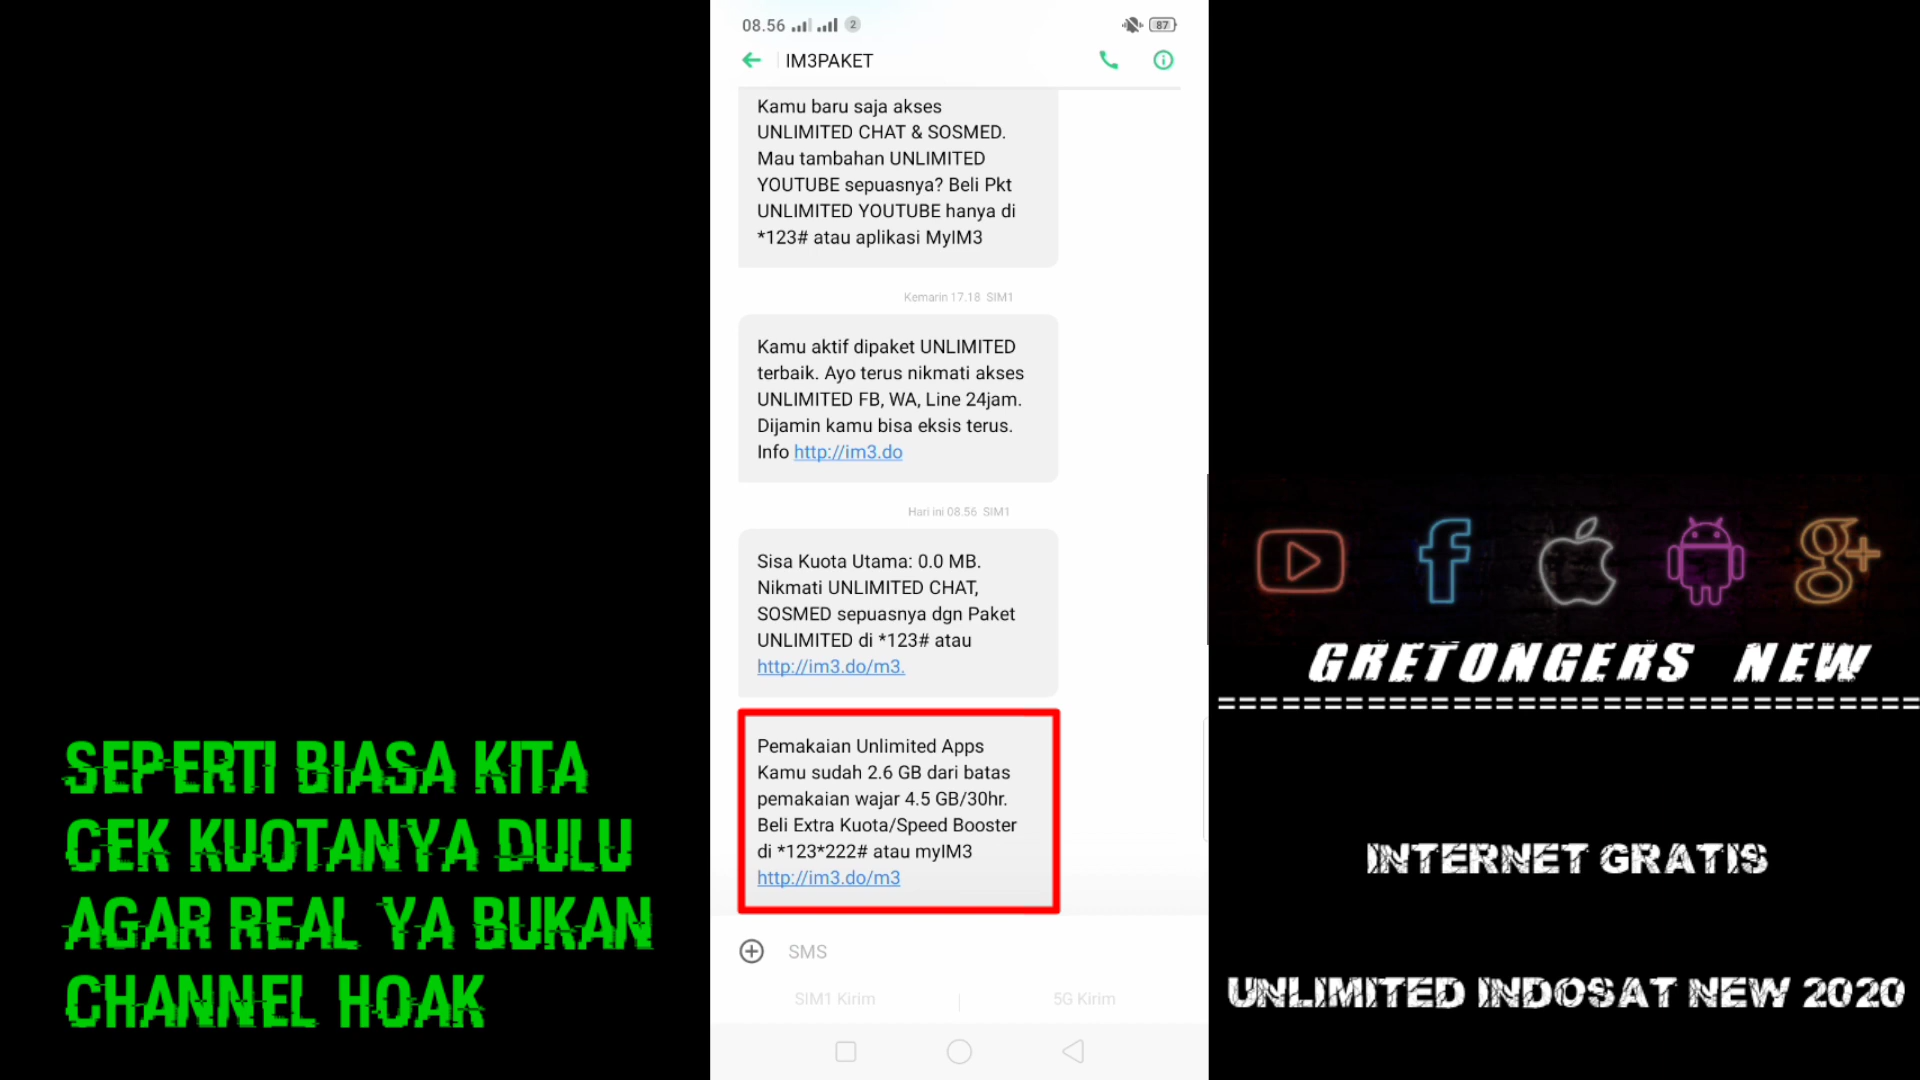 08.56
2
87
IM3PAKET
Kamu baru saja akses
UNLIMITED CHAT & SOSMED.
Mau tambahan UNLIMITED
YOUTUBE sepuasnya? Beli Pkt
UNLIMITED YOUTUBE hanya di
*123# atau aplikasi MyIM3
Kemarin 17.18 SIM1
Kamu aktif dipaket UNLIMITED
terbaik. Ayo terus nikmati akses
UNLIMITED FB, WA, Line 24jam.
Dijamin kamu bisa eksis terus.
Info http://im3.do
Hari ini 08.56 SIM1
Sisa Kuota Utama: 0.0 MB.
Nikmati UNLIMITED CHAT,
SOSMED sepuasnya dgn Paket
UNLIMITED di *123# atau
http://im3.do/m3.
Pemakaian Unlimited Apps
Kamu sudah 2.6 GB dari batas
pemakaian wajar 4.5 GB/30hr.
Beli Extra Kuota/Speed Booster
di *123*222# atau myIM3
http://im3.do/m3
SMS
SIM1 Kirim
5G Kirim
SEPERTI BIASA KITA
CEK KUOTANYA DULU
AGAR REAL YA BUKAN
CHANNEL HOAK
GRETONGERS NEW
==============================
INTERNET GRATIS
UNLIMITED INDOSAT NEW 2020